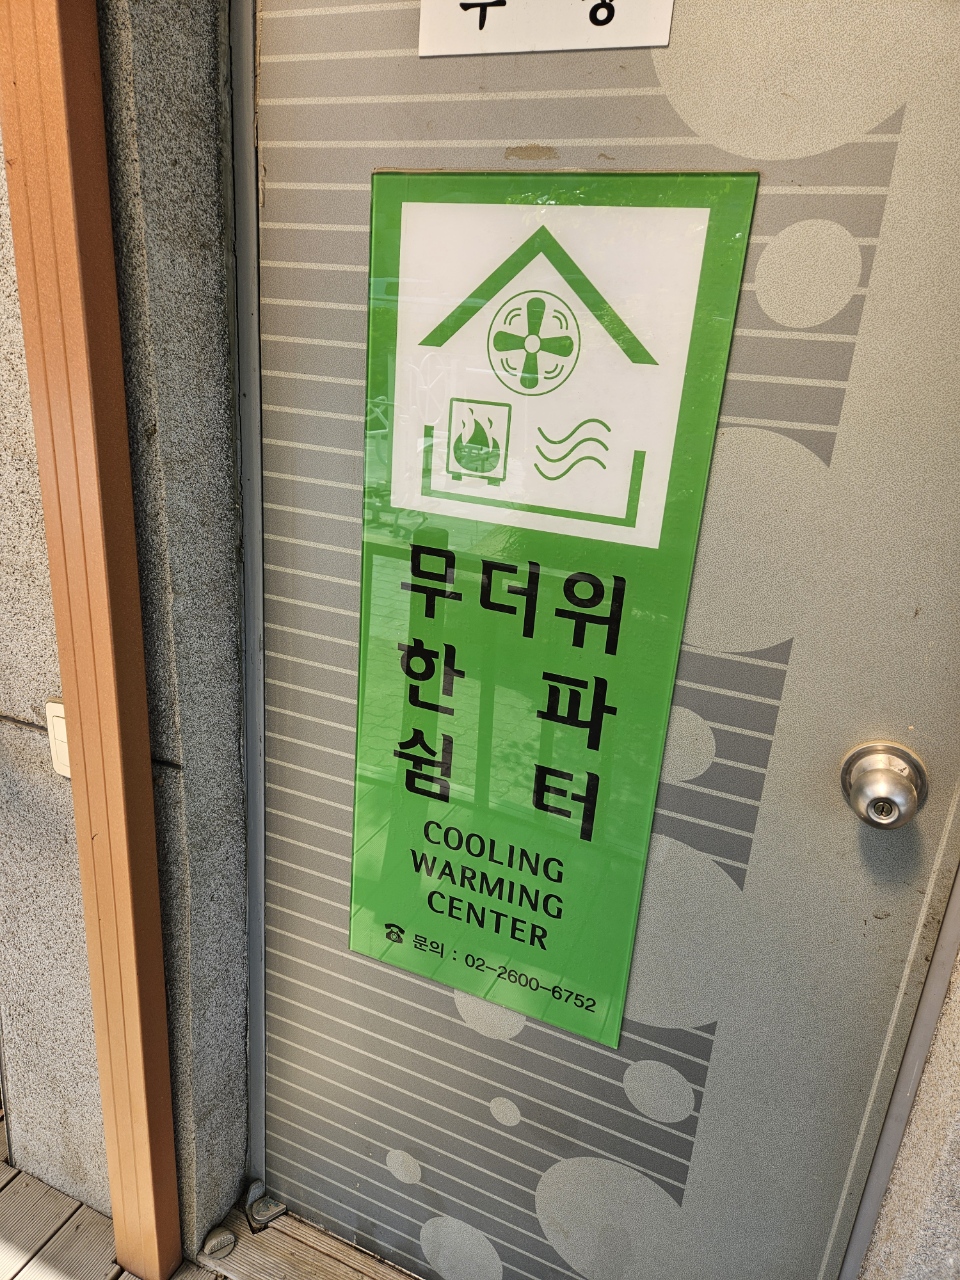 무더위
한 파
쉼 터
COOLING
WARMING
CENTER
☎ 문의 : 02-2600-6752